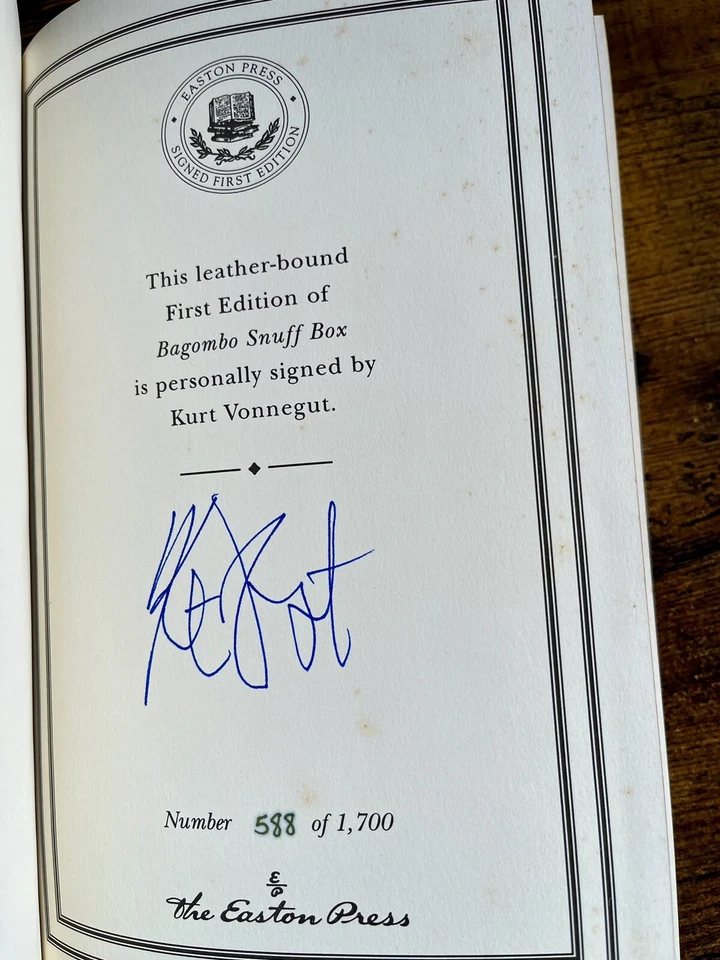 EASTON PRESS
SIGNED FIRST EDITION
This leather-bound
First Edition of
Bagombo Snuff Box
is personally signed by
Kurt Vonnegut.
Number 588 of 1,700
E/P
The Easton Press